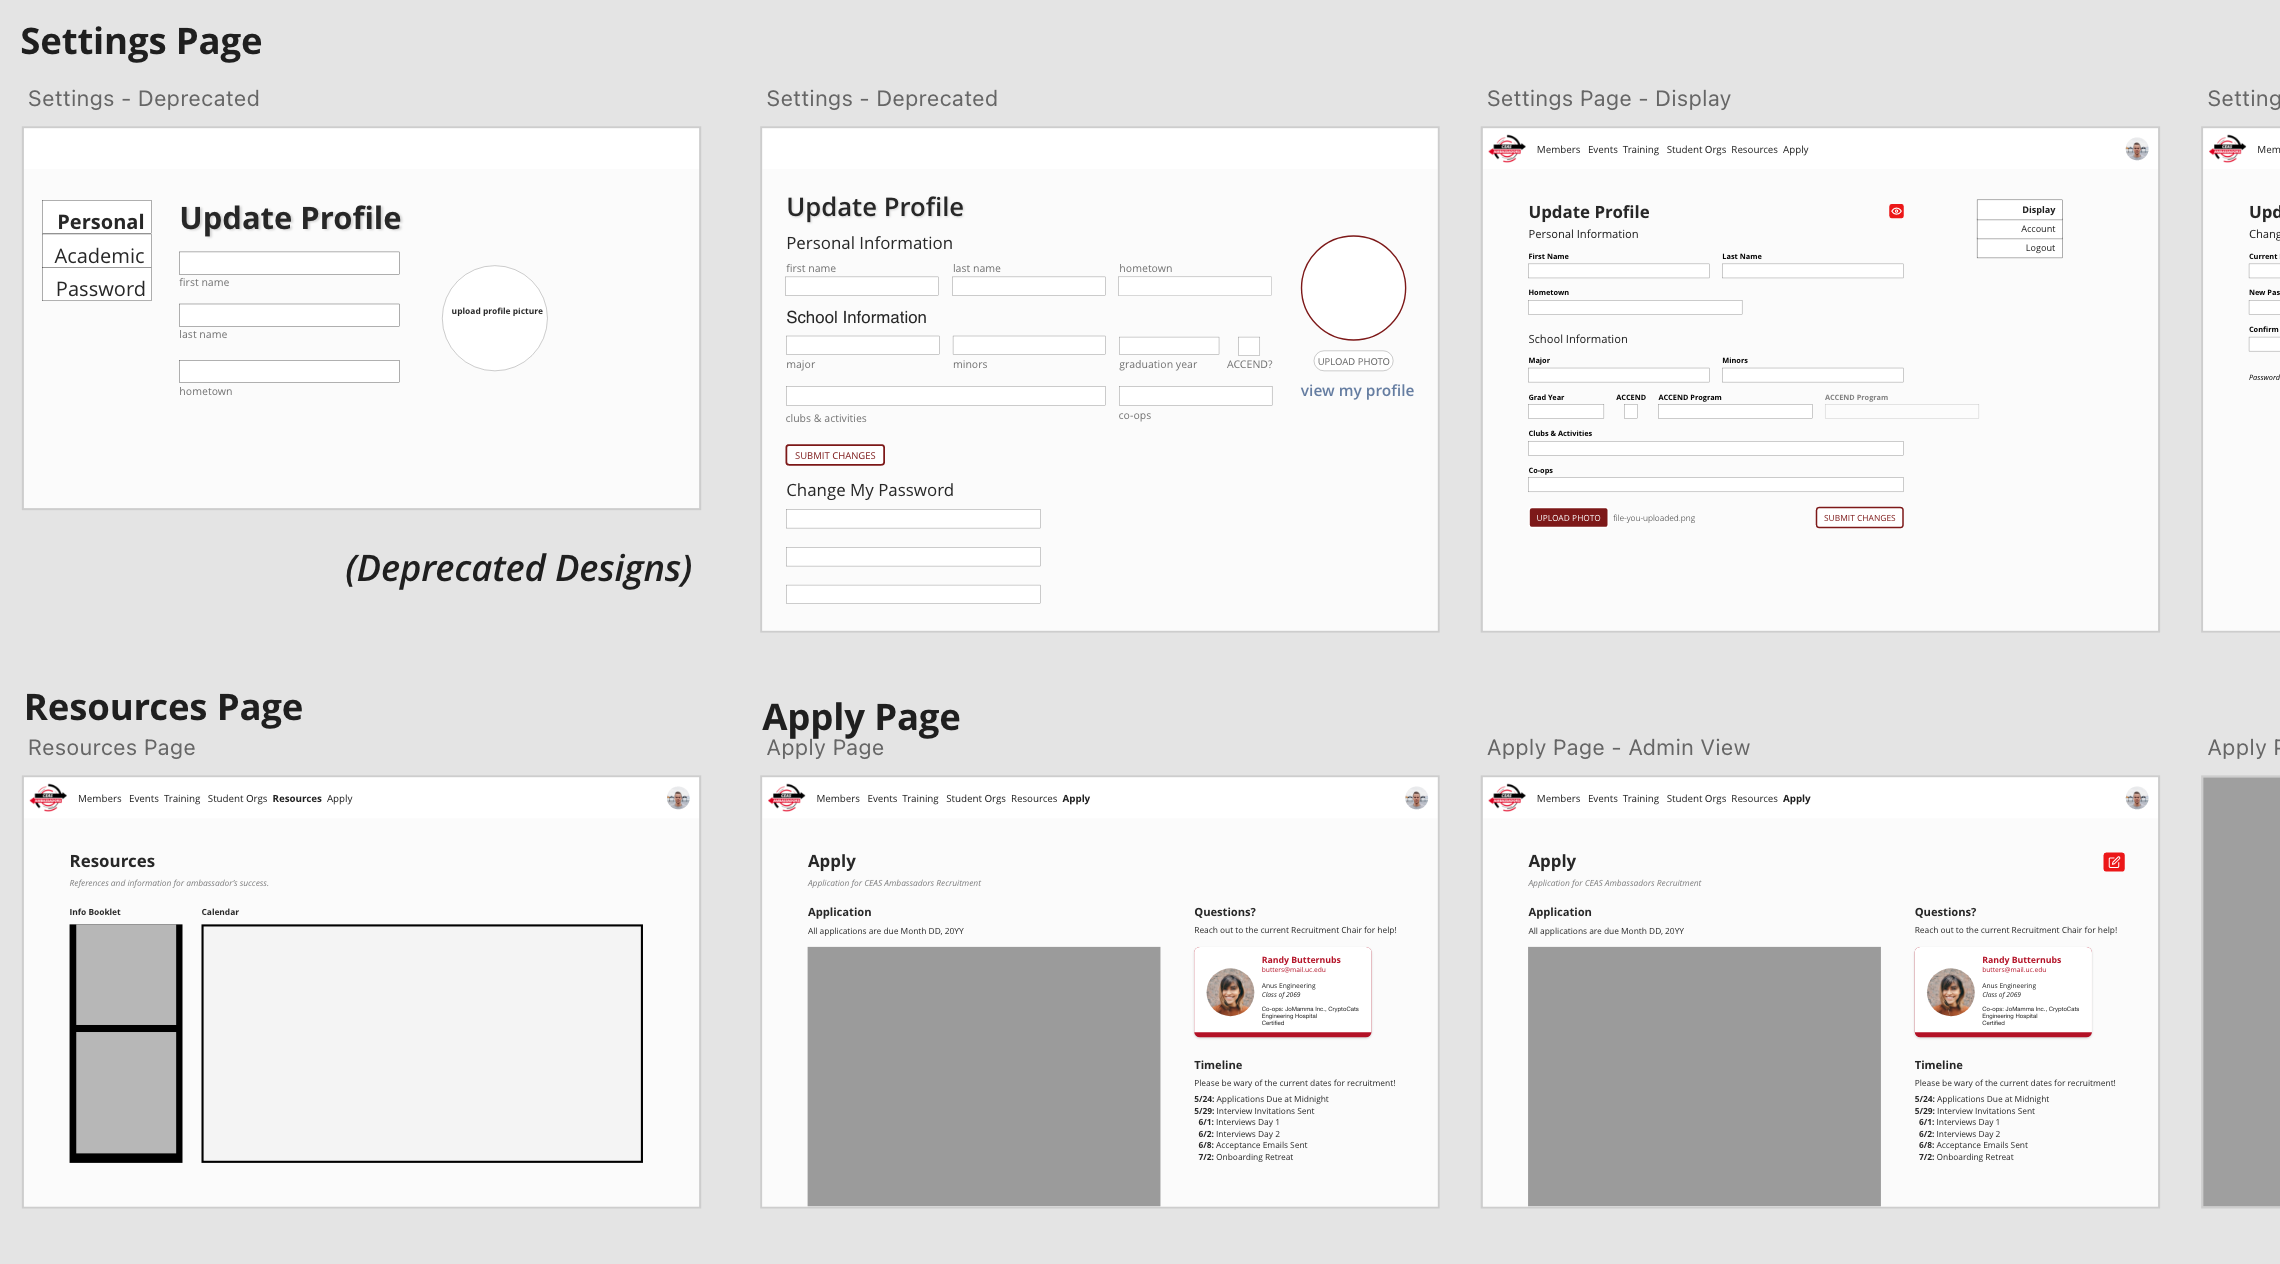 Settings Page
Settings - Deprecated
Personal
Academic
Password
Update Profile
first name
last name
hometown
upload profile picture
(Deprecated Designs)
Settings - Deprecated
Update Profile
Personal Information
first name
last name
hometown
School Information
major
minors
graduation year
ACCEND?
clubs & activities
co-ops
UPLOAD PHOTO
view my profile
SUBMIT CHANGES
Change My Password
Settings Page - Display
Members Events Training Student Orgs Resources Apply
Update Profile
Personal Information
First Name
Last Name
Hometown
School Information
Major
Minors
Grad Year
ACCEND
ACCEND Program
ACCEND Program
Clubs & Activities
Co-ops
UPLOAD PHOTO
file-you-uploaded.png
SUBMIT CHANGES
Display
Account
Logout
Setting
Mem
Upd
Chang
Current
New Pas
Confirm
Password
Resources Page
Resources Page
Members Events Training Student Orgs Resources Apply
Resources
References and information for ambassador's success.
Info Booklet
Calendar
Apply Page
Apply Page
Members Events Training Student Orgs Resources Apply
Apply
Application for CEAS Ambassadors Recruitment
Application
All applications are due Month DD, 20YY
Questions?
Reach out to the current Recruitment Chair for help!
Randy Butternubs
butters@mail.uc.edu
Anus Engineering
Class of 2069
Co-ops: JoMamma Inc., CryptoCats
Engineering Hospital
Certified
Timeline
Please be wary of the current dates for recruitment!
5/24: Applications Due at Midnight
5/29: Interview Invitations Sent
6/1: Interviews Day 1
6/2: Interviews Day 2
6/8: Acceptance Emails Sent
7/2: Onboarding Retreat
Apply Page - Admin View
Members Events Training Student Orgs Resources Apply
Apply
Application for CEAS Ambassadors Recruitment
Application
All applications are due Month DD, 20YY
Questions?
Reach out to the current Recruitment Chair for help!
Randy Butternubs
butters@mail.uc.edu
Anus Engineering
Class of 2069
Co-ops: JoMamma Inc., CryptoCats
Engineering Hospital
Certified
Timeline
Please be wary of the current dates for recruitment!
5/24: Applications Due at Midnight
5/29: Interview Invitations Sent
6/1: Interviews Day 1
6/2: Interviews Day 2
6/8: Acceptance Emails Sent
7/2: Onboarding Retreat
Apply P